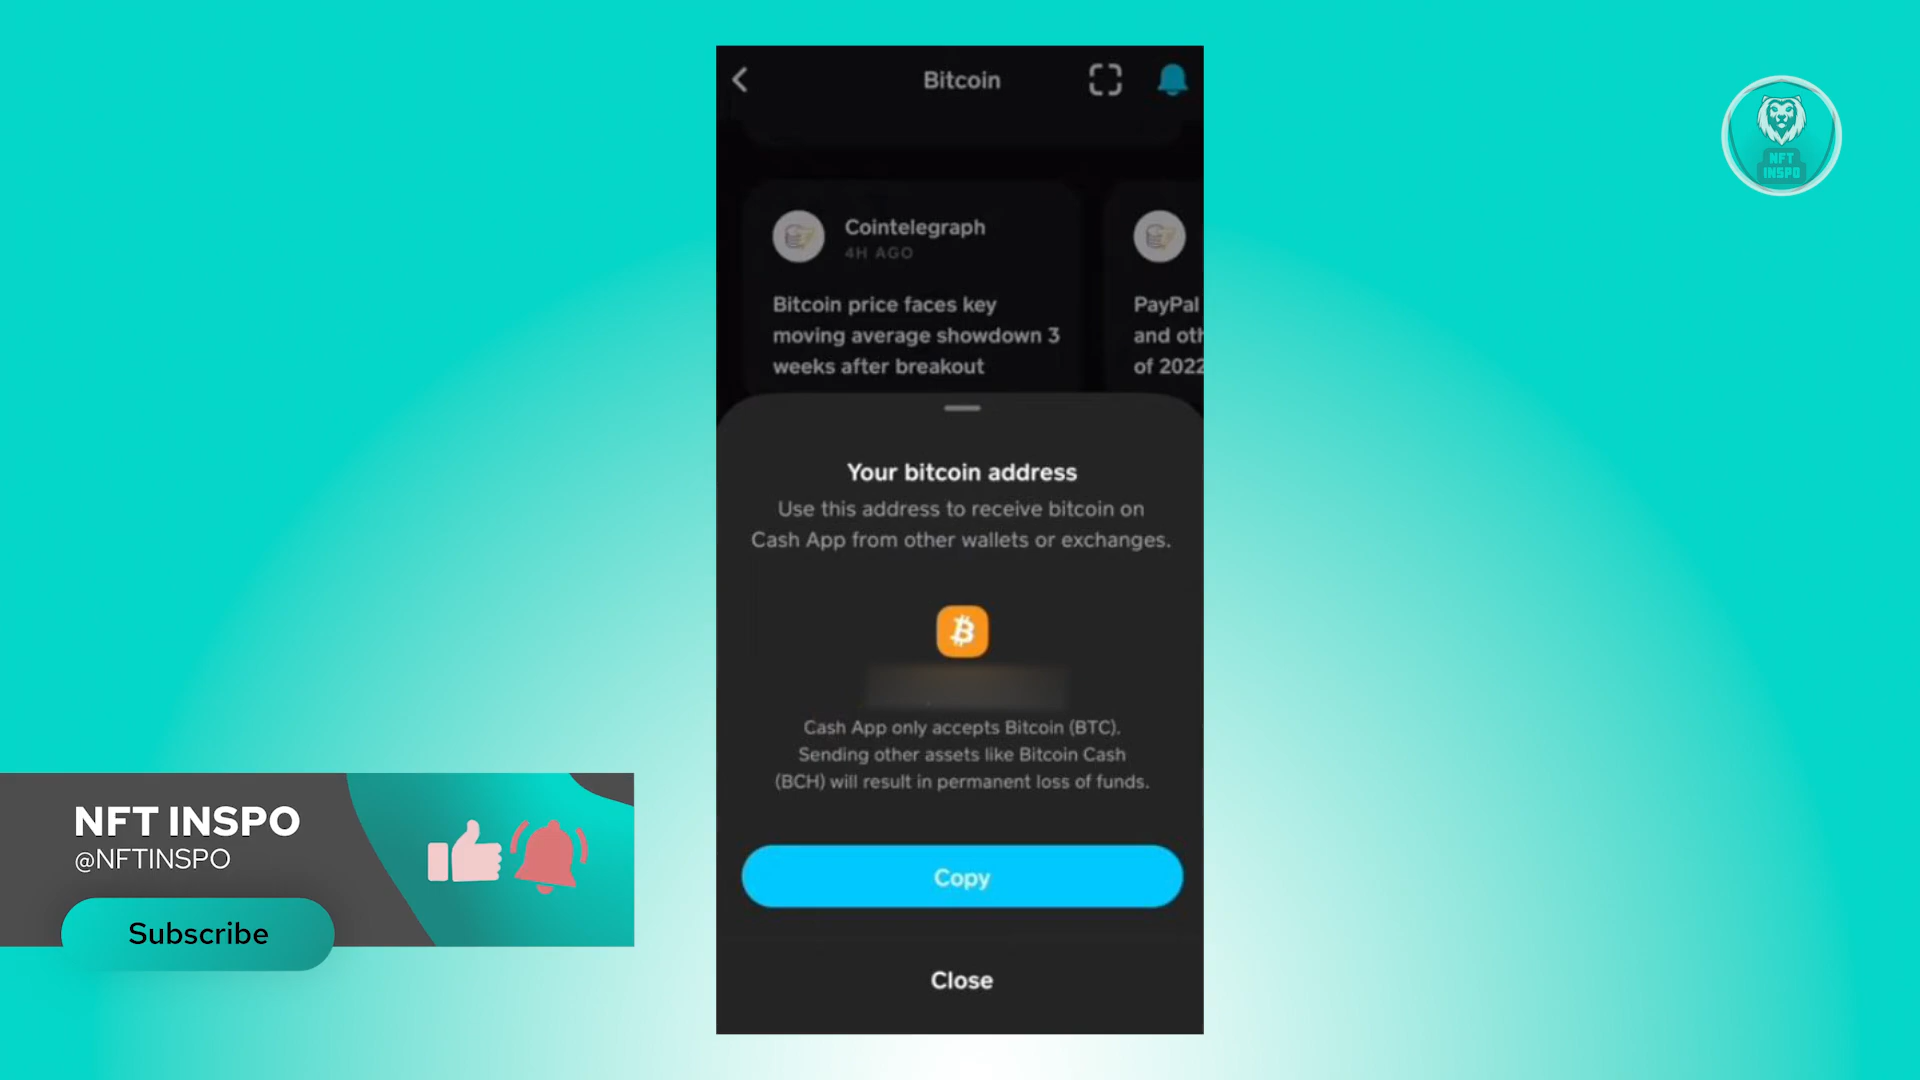 Bitcoin
NFT
INSPO
Cointelegraph
4H AGO
Bitcoin price faces key
moving average showdown 3
weeks after breakout
PayPal
and oth
of 2022
Your bitcoin address
Use this address to receive bitcoin on
Cash App from other wallets or exchanges.
Cash App only accepts Bitcoin (BTC).
Sending other assets like Bitcoin Cash
(BCH) will result in permanent loss of funds.
Copy
Close
NFT INSPO
@NFTINSPO
Subscribe